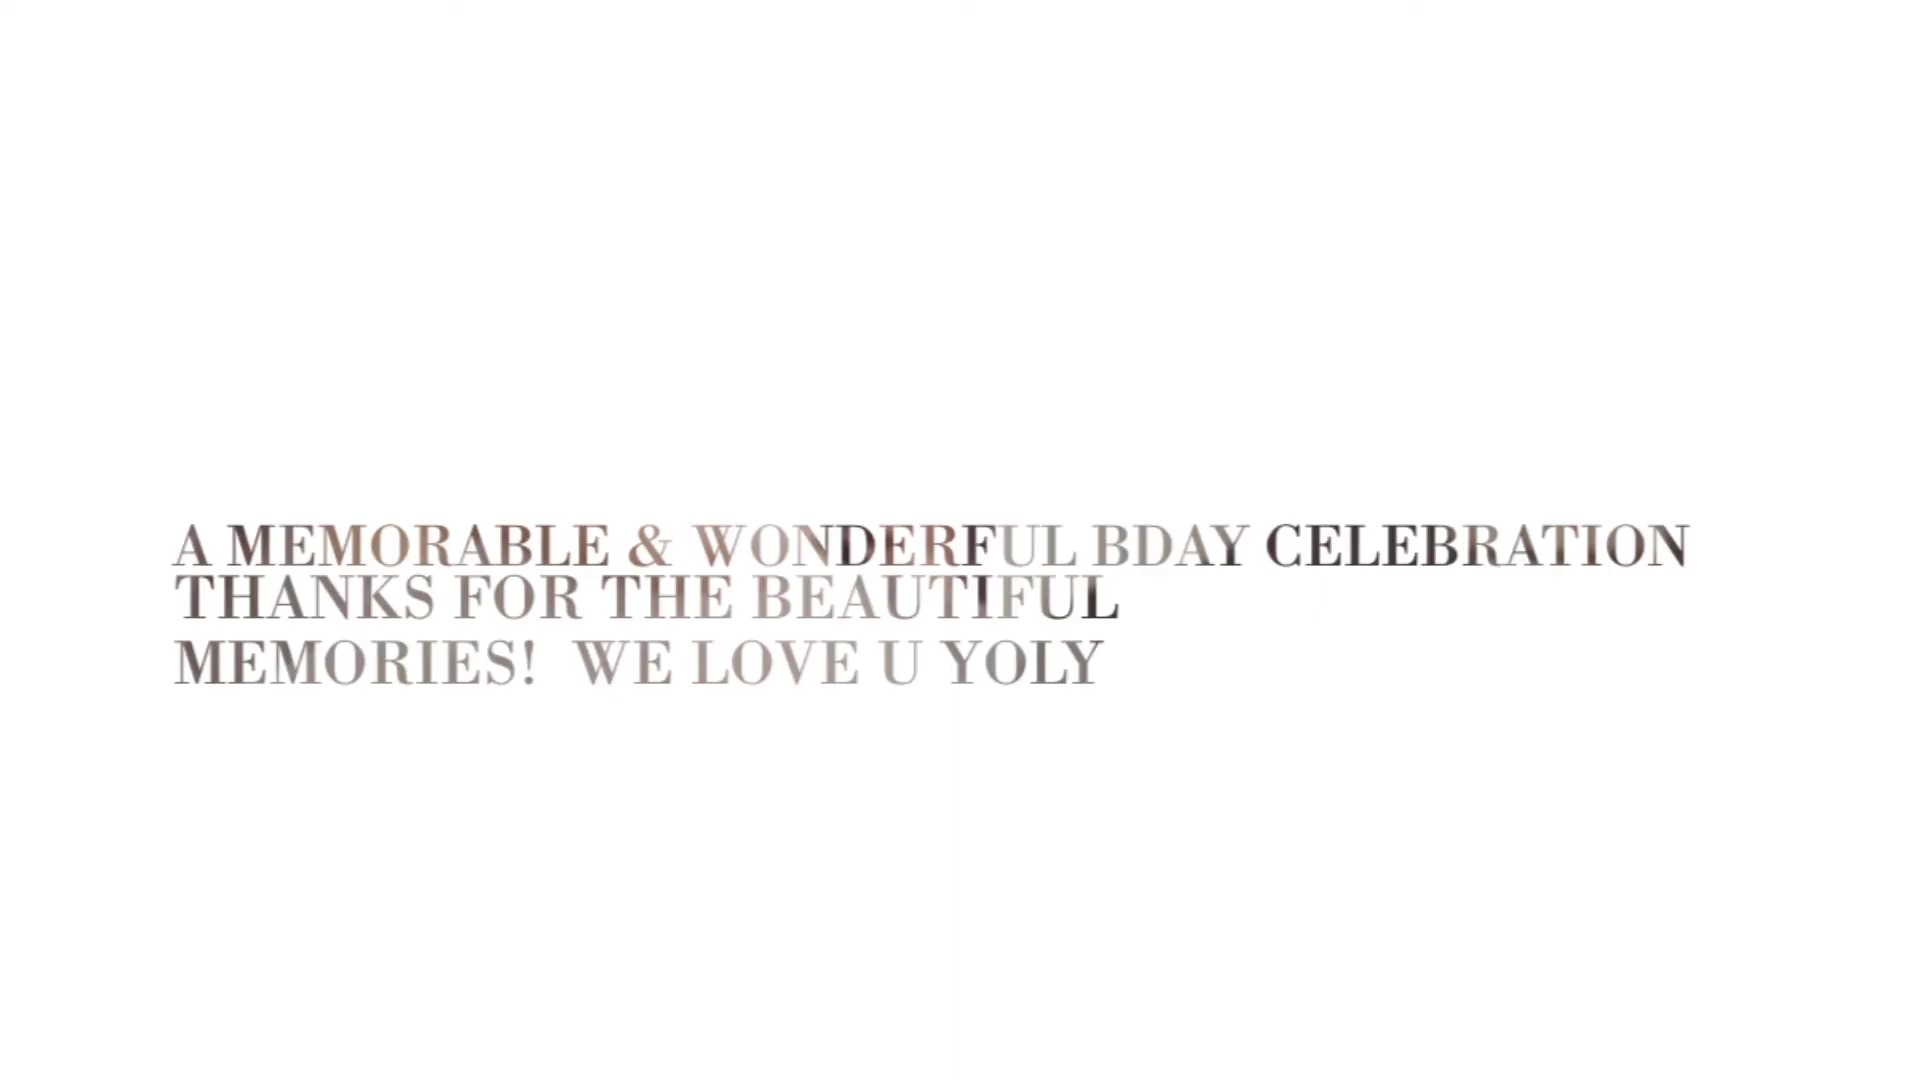 A MEMORABLE & WONDERFUL BDAY CELEBRATION
THANKS FOR THE BEAUTIFUL
MEMORIES!  WE LOVE U YOLY